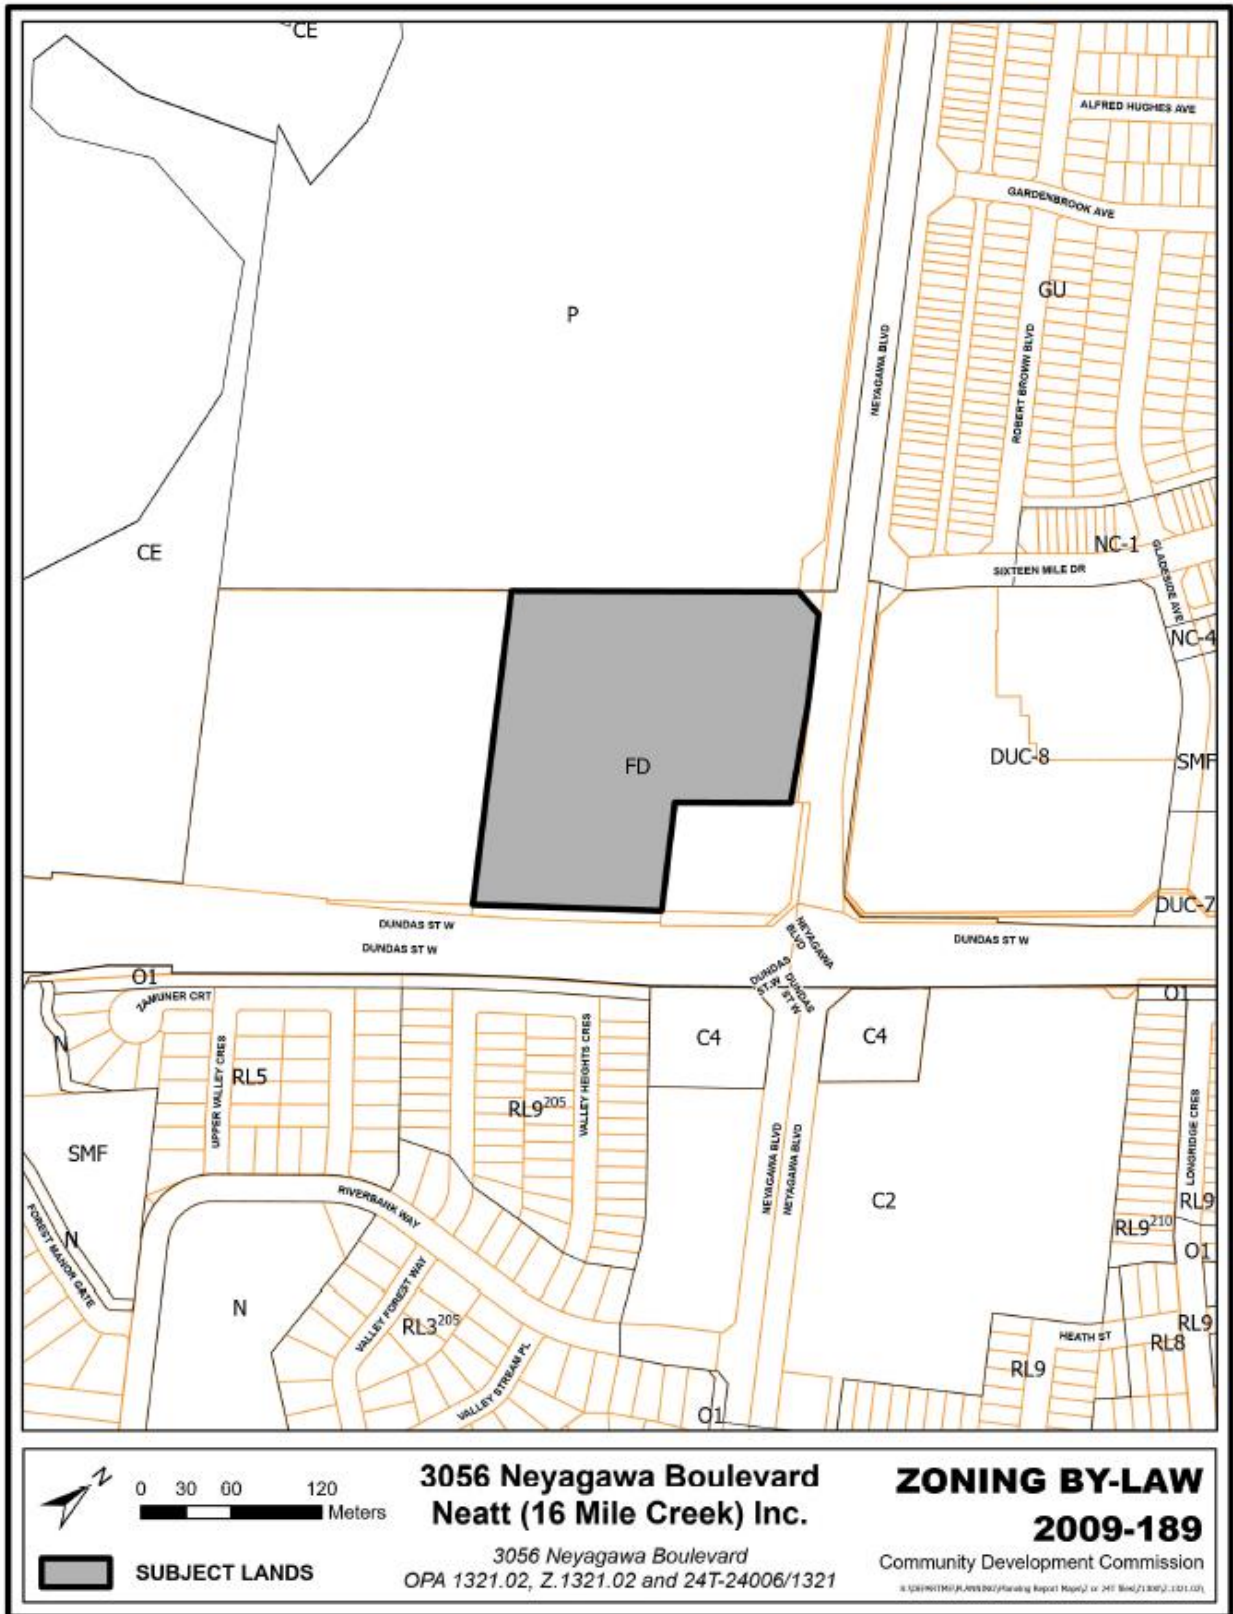 CE
ALFRED HUGHES AVE
GARDENBROOK AVE
GU
P
NEYAGAWA BLVD
ROBERT BROWN BLVD
CE
NC-1
SIXTEEN MILE DR
GLADESIDE AVE
NC-4
FD
DUC-8
SMF
DUC-7
DUNDAS ST W
DUNDAS ST W
NEYAGAWA
BLVD
DUNDAS ST W
DUNDAS
ST W
DUNDAS
ST W
O1
O1
ZAMUNER CRT
N
UPPER VALLEY CRES
RL5
RL9205
VALLEY HEIGHTS CRES
C4
C4
LONGRIDGE CRES
SMF
NEYAGAWA BLVD
NEYAGAWA BLVD
RIVERBANK WAY
C2
RL9
RL9210
O1
FOREST MANOR GATE
N
N
VALLEY FOREST WAY
RL3205
VALLEY STREAM PL
HEATH ST
RL9
RL8
RL9
O1
N
0 30 60 120
Meters
SUBJECT LANDS
3056 Neyagawa Boulevard
Neatt (16 Mile Creek) Inc.
3056 Neyagawa Boulevard
OPA 1321.02, Z.1321.02 and 24T-24006/1321
ZONING BY-LAW
2009-189
Community Development Commission